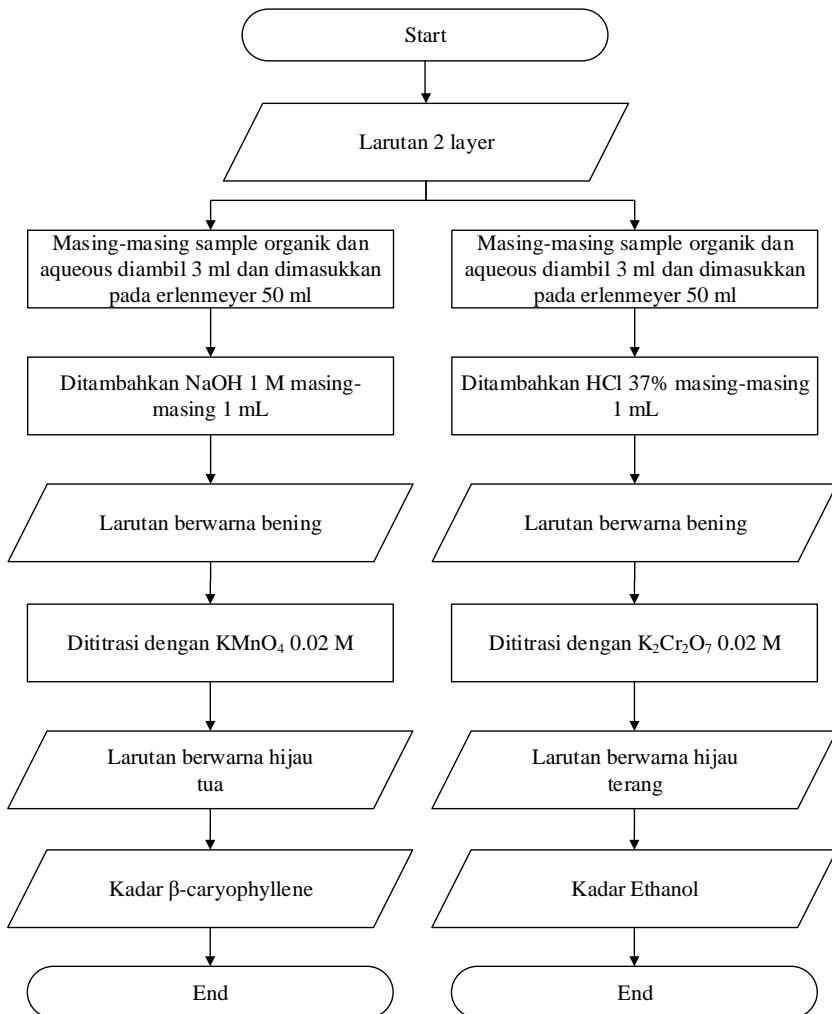 Start
Larutan 2 layer
Masing-masing sample organik dan
aqueous diambil 3 ml dan dimasukkan
pada erlenmeyer 50 ml
Ditambahkan NaOH 1 M masing-
masing 1 mL
Larutan berwarna bening
Dititrasi dengan KMnO₄ 0.02 M
Larutan berwarna hijau
tua
Kadar β-caryophyllene
End
Masing-masing sample organik dan
aqueous diambil 3 ml dan dimasukkan
pada erlenmeyer 50 ml
Ditambahkan HCl 37% masing-masing
1 mL
Larutan berwarna bening
Dititrasi dengan K₂Cr₂O₇ 0.02 M
Larutan berwarna hijau
terang
Kadar Ethanol
End